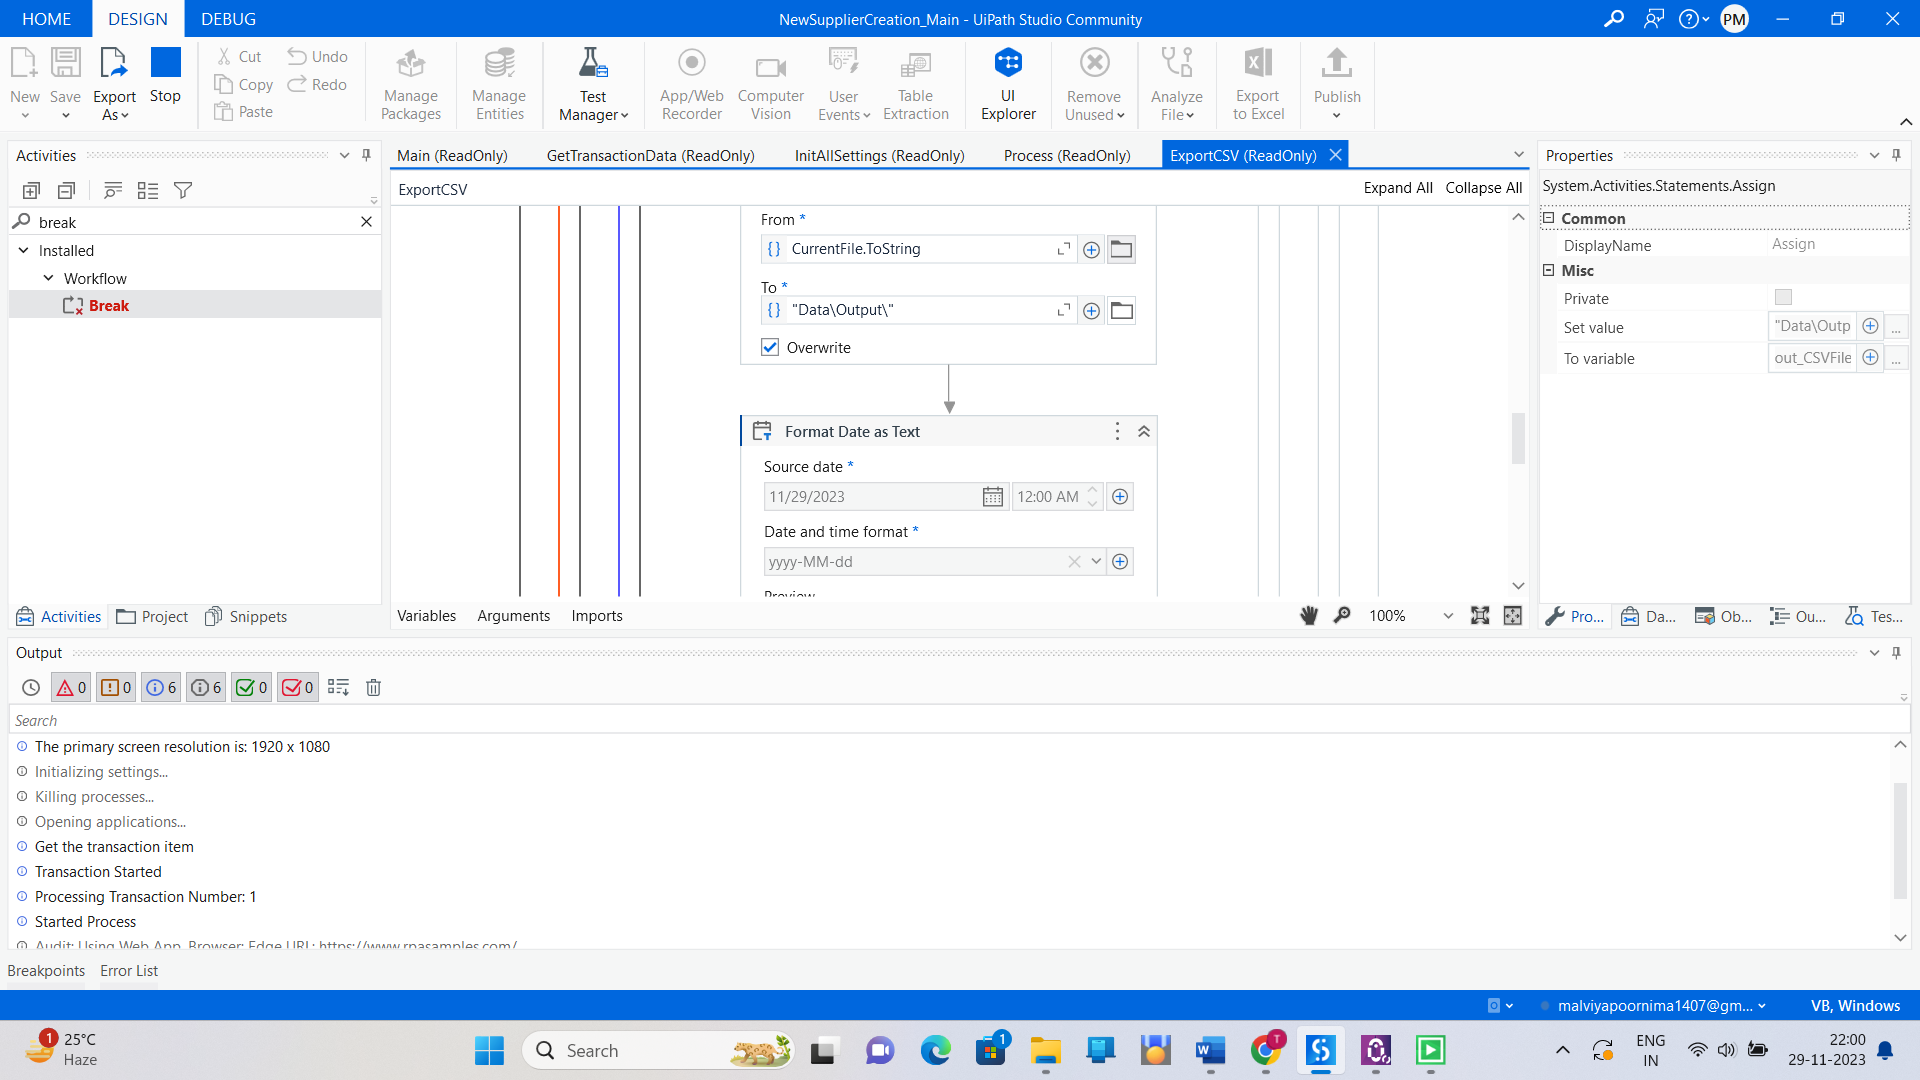 HOME DESIGN DEBUG
NewSupplierCreation_Main - UiPath Studio Community
PM
New
Save
Export As
Stop
Cut
Copy
Paste
Undo
Redo
Manage Packages
Manage Entities
Test Manager
App/Web Recorder
Computer Vision
User Events
Table Extraction
UI Explorer
Remove Unused
Analyze File
Export to Excel
Publish
Activities
break
Installed
Workflow
Break
Activities Project Snippets
Main (ReadOnly) GetTransactionData (ReadOnly) InitAllSettings (ReadOnly) Process (ReadOnly) ExportCSV (ReadOnly)
ExportCSV
Expand All Collapse All
From *
CurrentFile.ToString
To *
"Data\Output\"
Overwrite
Format Date as Text
Source date *
11/29/2023 12:00 AM
Date and time format *
yyyy-MM-dd
Preview
Variables Arguments Imports
100%
Properties
System.Activities.Statements.Assign
Common
DisplayName Assign
Misc
Private
Set value "Data\Outp ...
To variable out_CSVFile ...
Pro... Da... Ob... Ou... Tes...
Output
0 0 6 6 0 0
Search
The primary screen resolution is: 1920 x 1080
Initializing settings...
Killing processes...
Opening applications...
Get the transaction item
Transaction Started
Processing Transaction Number: 1
Started Process
Audit: Using Web App. Browser: Edge URL: https://www.rpasamples.com/
Breakpoints Error List
malviyapoornima1407@gm... VB, Windows
1
25°C
Haze
Search
1
T
ENG
IN
22:00
29-11-2023